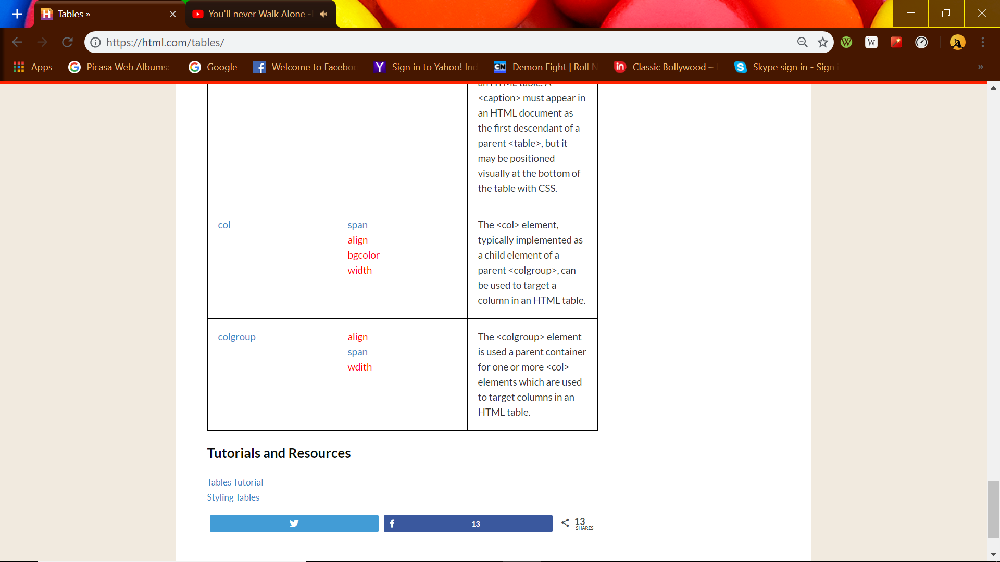 Tables »
You'll never Walk Alone -
https://html.com/tables/
Apps
Picasa Web Albums:
Google
Welcome to Faceboo
Sign in to Yahoo! Ind
Demon Fight | Roll N
Classic Bollywood –
Skype sign in - Sign
»
an HTML table. A
<caption> must appear in
an HTML document as
the first descendant of a
parent <table>, but it
may be positioned
visually at the bottom of
the table with CSS.
col
span
align
bgcolor
width
The <col> element,
typically implemented as
a child element of a
parent <colgroup>, can
be used to target a
column in an HTML table.
colgroup
align
span
wdith
The <colgroup> element
is used a parent container
for one or more <col>
elements which are used
to target columns in an
HTML table.
Tutorials and Resources
Tables Tutorial
Styling Tables
13
13
SHARES